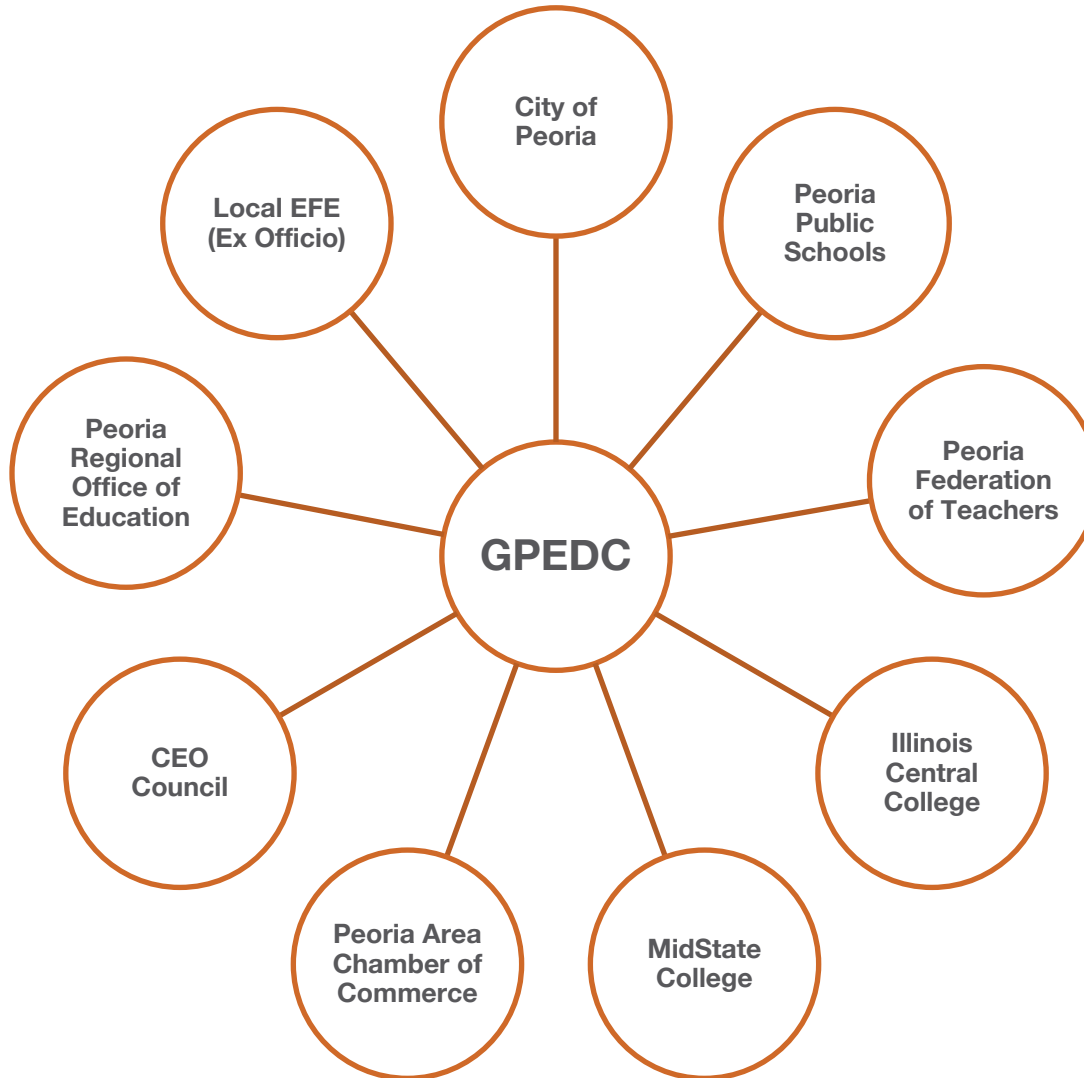 City of
Peoria
Local EFE
(Ex Officio)
Peoria
Public
Schools
Peoria
Regional
Office of
Education
Peoria
Federation
of Teachers
GPEDC
CEO
Council
Illinois
Central
College
Peoria Area
Chamber of
Commerce
MidState
College